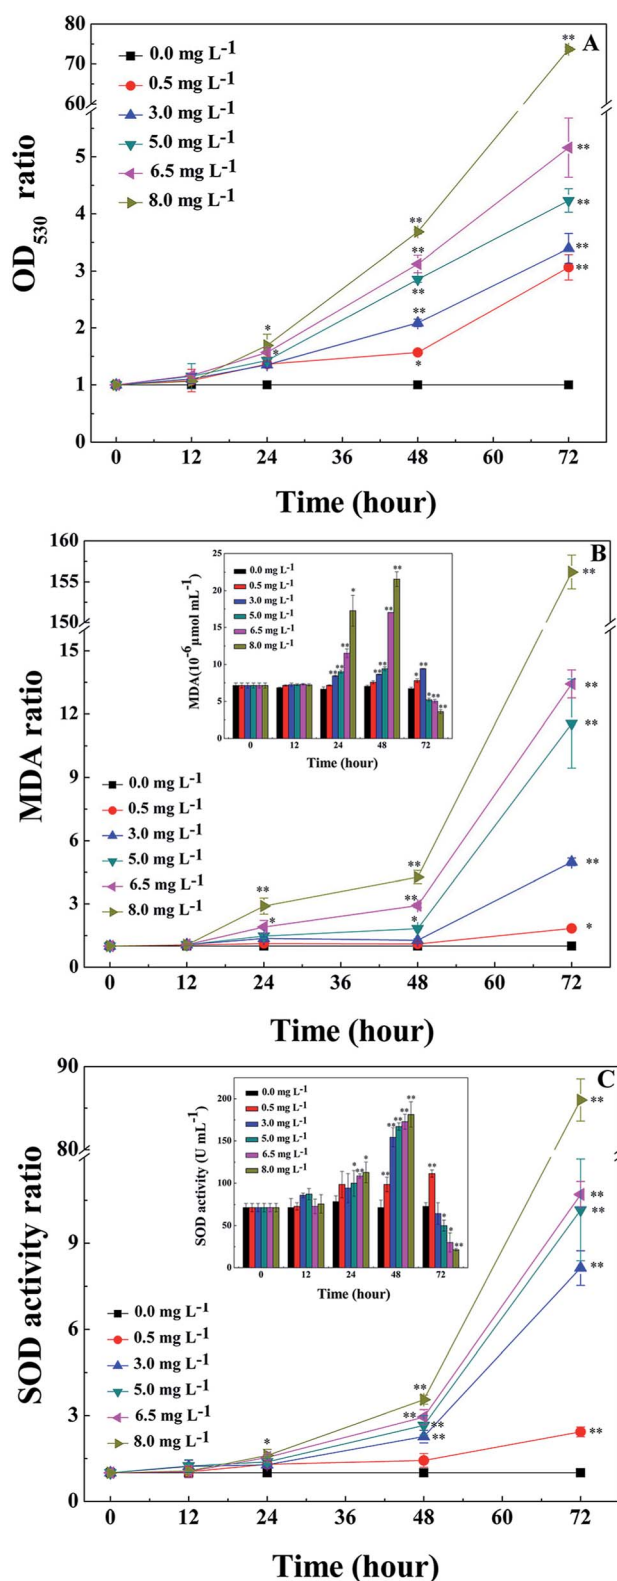 A
0.0 mg L-1
0.5 mg L-1
3.0 mg L-1
5.0 mg L-1
6.5 mg L-1
8.0 mg L-1
80
70
60
5
4
3
2
1
0
OD530 ratio
** ** ** ** **
** ** ** ** *
* *
0 12 24 36 48 60 72
Time (hour)
B
160
155
150
15
12
9
6
3
0
MDA ratio
0.0 mg L-1
0.5 mg L-1
3.0 mg L-1
5.0 mg L-1
6.5 mg L-1
8.0 mg L-1
25
20
15
10
5
0
MDA(10-6μmol mL-1)
0.0 mg L-1
0.5 mg L-1
3.0 mg L-1
5.0 mg L-1
6.5 mg L-1
8.0 mg L-1
** ** ** *
** ** ** **
* ** * ** **
0 12 24 48 72
Time (hour)
** *
** ** *
** ** ** ** *
0 12 24 36 48 60 72
Time (hour)
C
90
80
9
6
3
0
SOD activity ratio
0.0 mg L-1
0.5 mg L-1
3.0 mg L-1
5.0 mg L-1
6.5 mg L-1
8.0 mg L-1
200
150
100
50
0
SOD activity (U mL-1)
0.0 mg L-1
0.5 mg L-1
3.0 mg L-1
5.0 mg L-1
6.5 mg L-1
8.0 mg L-1
* ** *
** ** ** ** **
** * * **
0 12 24 48 72
Time (hour)
*
** ** ** **
** ** ** ** **
0 12 24 36 48 60 72
Time (hour)